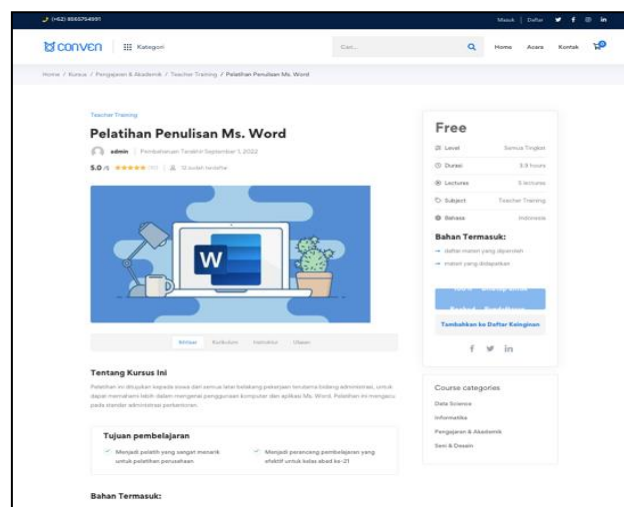 (+62) 8565754991
Masuk | Daftar
CONVEN
Kategori
Cari...
Home Acara Kontak
0
Home / Kursus / Pengajaran & Akademik / Teacher Training / Pelatihan Penulisan Ms. Word
Teacher Training
Pelatihan Penulisan Ms. Word
admin | Pembaharuan Terakhir September 1, 2022
5.0 /5
12 sudah terdaftar
W
Ikhtisar Kurikulum Instruktur Ulasan
Tentang Kursus Ini
Pelatihan ini ditujukan kepada siswa dari semua latar belakang pekerjaan terutama bidang administrasi, untuk
dapat memahami lebih dalam mengenai penggunaan komputer dan aplikasi Ms. Word. Pelatihan ini mengacu
pada standar administrasi perkantoran.
Tujuan pembelajaran
Menjadi pelatih yang sangat menarik
untuk pelatihan perusahaan
Menjadi perancang pembelajaran yang
efektif untuk kelas abad ke-21
Bahan Termasuk:
Free
Level Semua Tingkat
Durasi 3.8 hours
Lectures 5 lectures
Subject Teacher Training
Bahasa Indonesia
Bahan Termasuk:
daftar materi yang diperoleh
materi yang didapatkan
Tambahkan ke Daftar Keinginan
Course categories
Data Science
Informatika
Pengajaran & Akademik
Seni & Desain